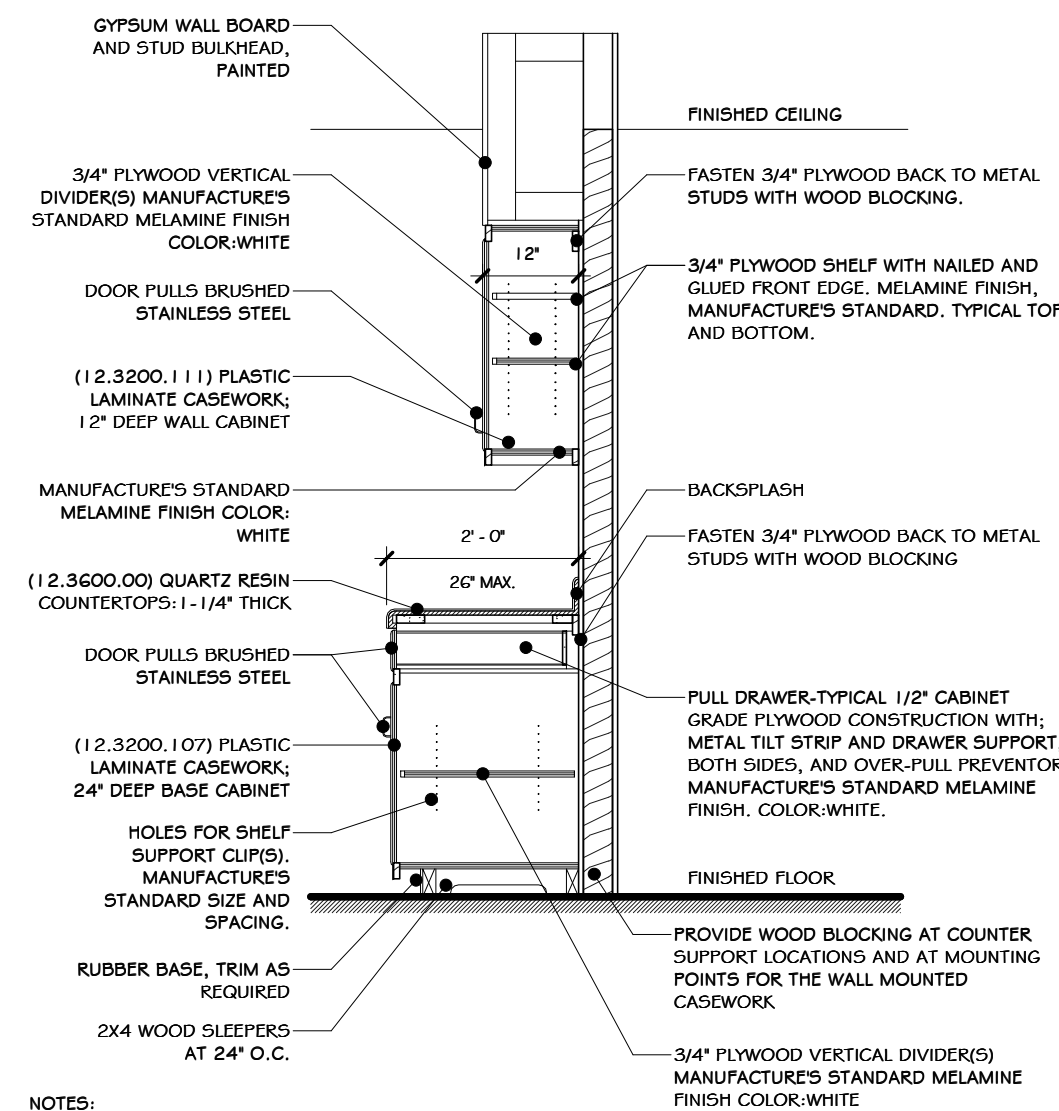 GYPSUM WALL BOARD
AND STUD BULKHEAD,
PAINTED
3/4" PLYWOOD VERTICAL
DIVIDER(S) MANUFACTURE'S
STANDARD MELAMINE FINISH
COLOR:WHITE
DOOR PULLS BRUSHED
STAINLESS STEEL
(12.3200.111) PLASTIC
LAMINATE CASEWORK;
12" DEEP WALL CABINET
MANUFACTURE'S STANDARD
MELAMINE FINISH COLOR:
WHITE
(12.3600.00) QUARTZ RESIN
COUNTERTOPS:1-1/4" THICK
DOOR PULLS BRUSHED
STAINLESS STEEL
(12.3200.107) PLASTIC
LAMINATE CASEWORK;
24" DEEP BASE CABINET
HOLES FOR SHELF
SUPPORT CLIP(S).
MANUFACTURE'S
STANDARD SIZE AND
SPACING.
RUBBER BASE, TRIM AS
REQUIRED
2X4 WOOD SLEEPERS
AT 24" O.C.
NOTES:
12"
2' - 0"
26" MAX.
FINISHED CEILING
FASTEN 3/4" PLYWOOD BACK TO METAL
STUDS WITH WOOD BLOCKING.
3/4" PLYWOOD SHELF WITH NAILED AND
GLUED FRONT EDGE. MELAMINE FINISH,
MANUFACTURE'S STANDARD. TYPICAL TOP
AND BOTTOM.
BACKSPLASH
FASTEN 3/4" PLYWOOD BACK TO METAL
STUDS WITH WOOD BLOCKING
PULL DRAWER-TYPICAL 1/2" CABINET
GRADE PLYWOOD CONSTRUCTION WITH;
METAL TILT STRIP AND DRAWER SUPPORT,
BOTH SIDES, AND OVER-PULL PREVENTOR
MANUFACTURE'S STANDARD MELAMINE
FINISH. COLOR:WHITE.
FINISHED FLOOR
PROVIDE WOOD BLOCKING AT COUNTER
SUPPORT LOCATIONS AND AT MOUNTING
POINTS FOR THE WALL MOUNTED
CASEWORK
3/4" PLYWOOD VERTICAL DIVIDER(S)
MANUFACTURE'S STANDARD MELAMINE
FINISH COLOR:WHITE